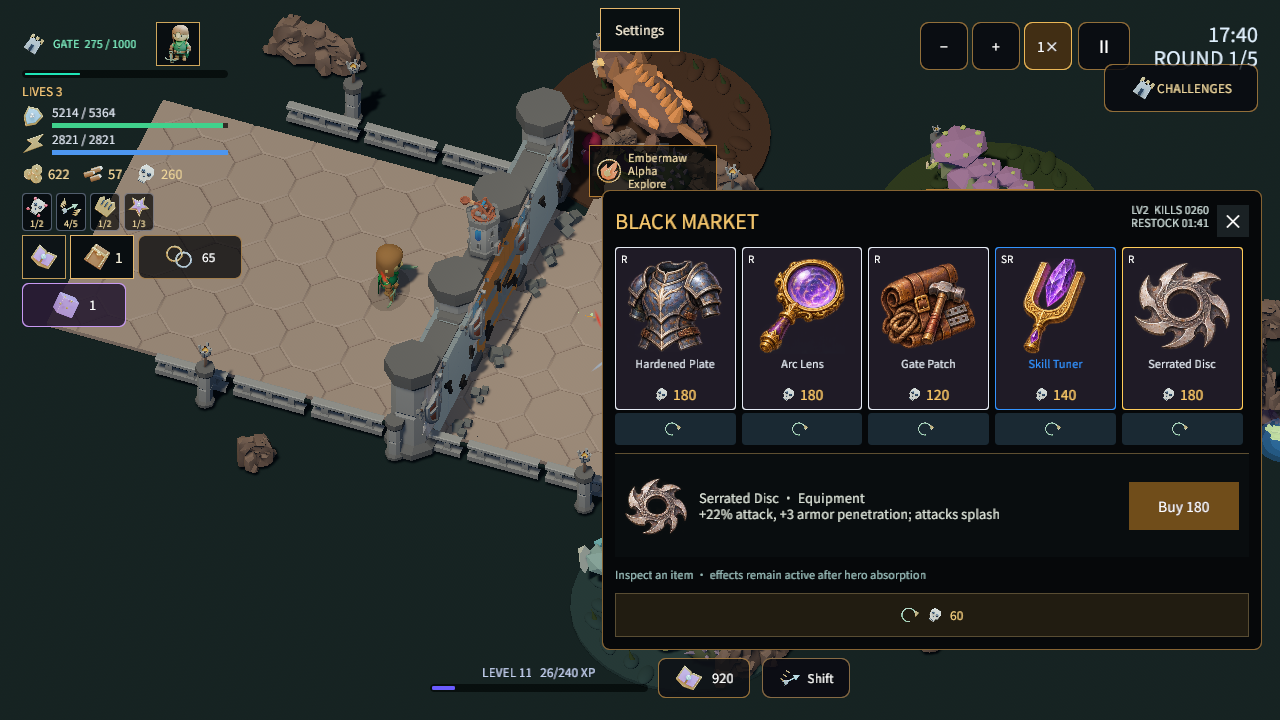 GATE 275 / 1000
LIVES 3
5214 / 5364
2821 / 2821
622 57 260
1/2 4/5 1/2 1/3
1 65
1
Settings
− + 1× II
17:40
ROUND 1/5
CHALLENGES
Embermaw
Alpha
Explore
BLACK MARKET
LV2 KILLS 0260
RESTOCK 01:41
R R R SR R
Hardened Plate Arc Lens Gate Patch Skill Tuner Serrated Disc
180 180 120 140 180
Serrated Disc • Equipment
+22% attack, +3 armor penetration; attacks splash
Buy 180
Inspect an item • effects remain active after hero absorption
60
LEVEL 11 26/240 XP
920 Shift